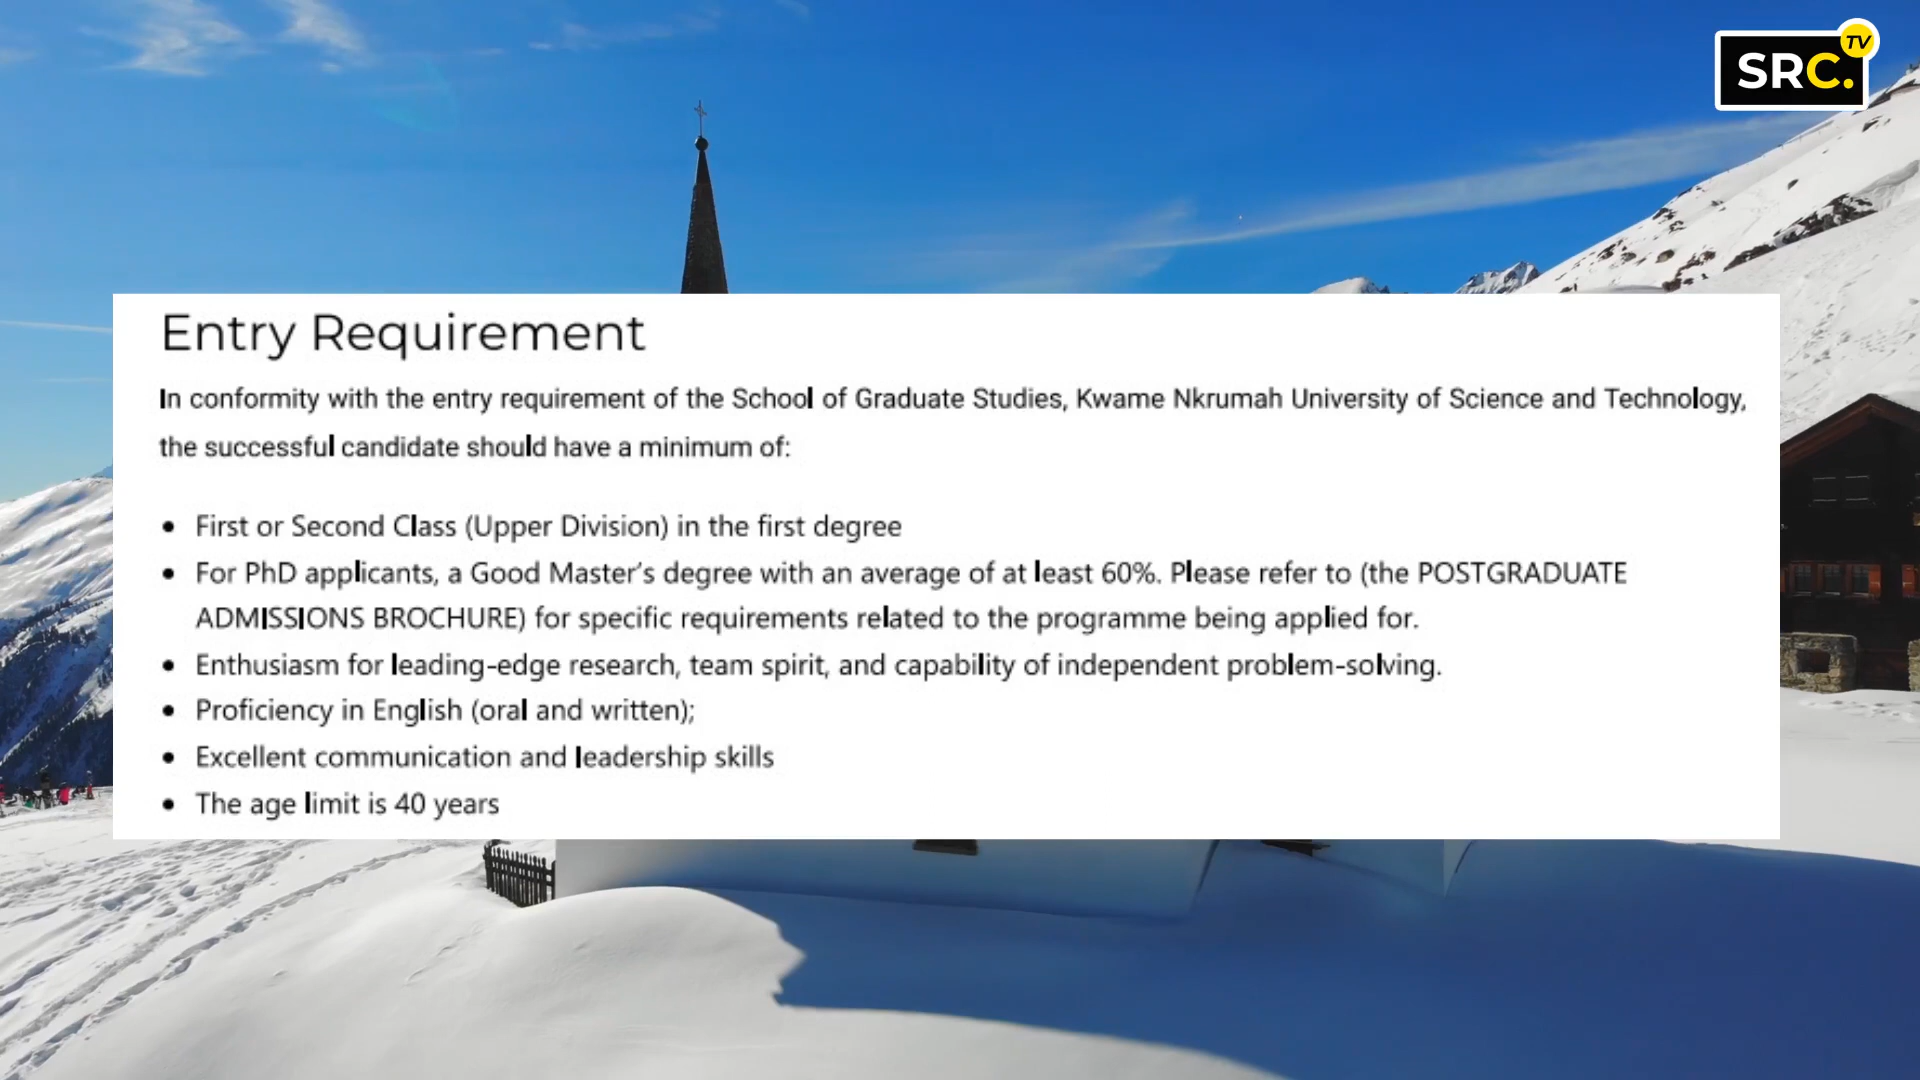 SRC.
TV
Entry Requirement
In conformity with the entry requirement of the School of Graduate Studies, Kwame Nkrumah University of Science and Technology,
the successful candidate should have a minimum of:
• First or Second Class (Upper Division) in the first degree
• For PhD applicants, a Good Master's degree with an average of at least 60%. Please refer to (the POSTGRADUATE
ADMISSIONS BROCHURE) for specific requirements related to the programme being applied for.
• Enthusiasm for leading-edge research, team spirit, and capability of independent problem-solving.
• Proficiency in English (oral and written);
• Excellent communication and leadership skills
• The age limit is 40 years